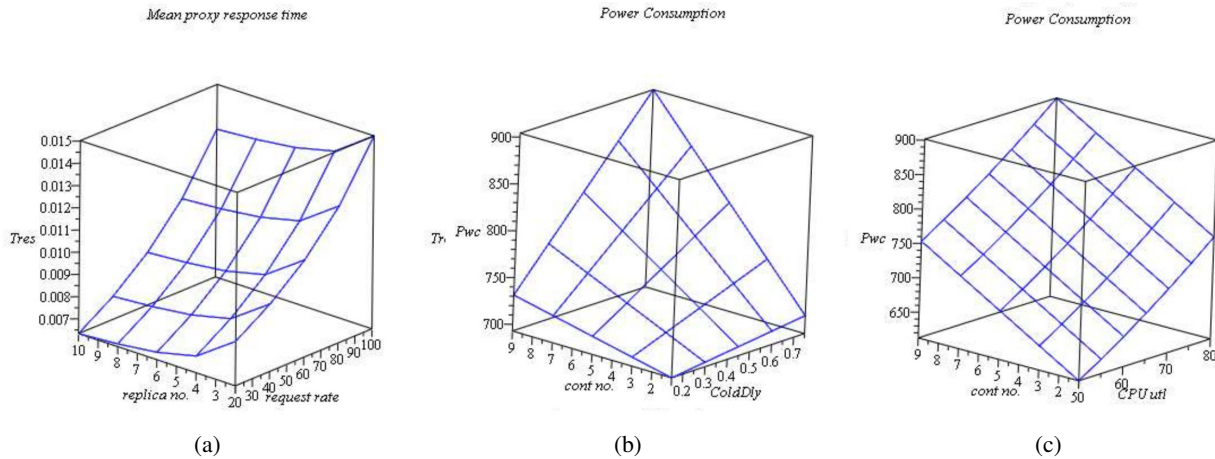 Mean proxy response time
0.015
0.014
0.013
0.012
0.011
0.010
0.009
0.008
0.007
Tres
10 9 8 7 6 5 4 3
replica no.
20 30 40 50 60 70 80 90 100
request rate
(a)
Power Consumption
900
850
800
750
700
Pwc
9 8 7 6 5 4 3 2
cont no.
0.2 0.3 0.4 0.5 0.6 0.7
ColdDly
(b)
Power Consumption
900
850
800
750
700
650
Pwc
9 8 7 6 5 4 3 2
cont no.
50 60 70 80
CPU utl
(c)